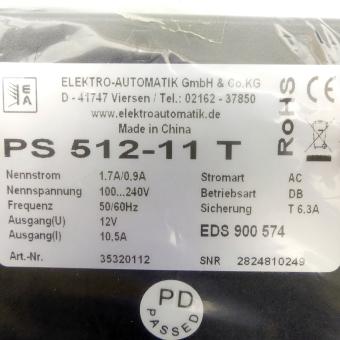 EA
ELEKTRO-AUTOMATIK GmbH & Co.KG
D - 41747 Viersen / Tel.: 02162 - 37850
www.elektroautomatik.de
Made in China
PS 512-11 T
RoHS
CE
Nennstrom 1.7A/0.9A Stromart AC
Nennspannung 100...240V Betriebsart DB
Frequenz 50/60Hz Sicherung T 6.3A
Ausgang(U) 12V
Ausgang(I) 10,5A EDS 900 574
Art.-Nr. 35320112 SNR 2824810249
PD
PASSED